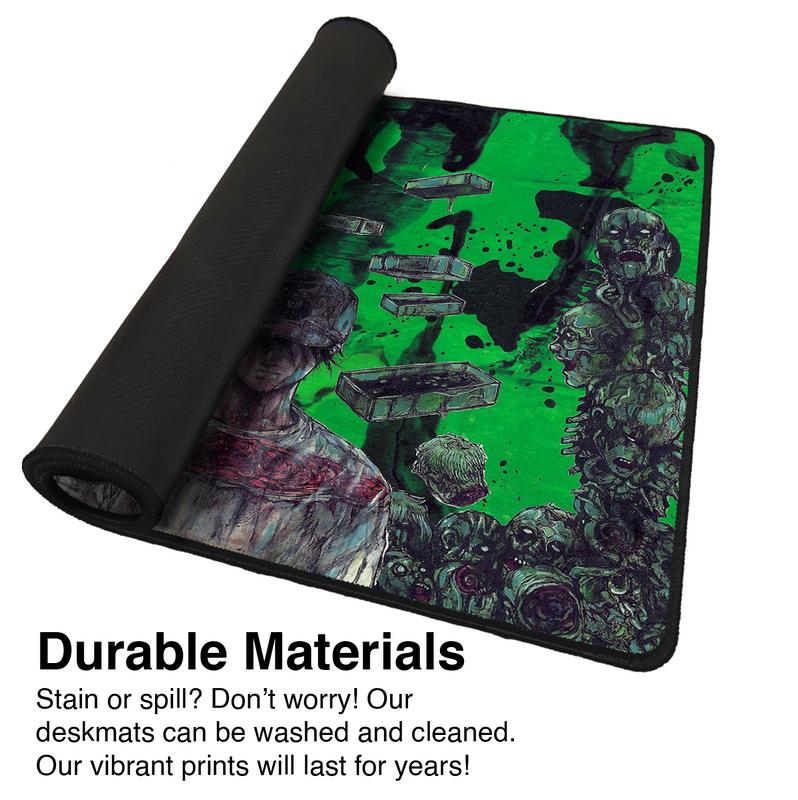 Durable Materials
Stain or spill? Don’t worry! Our
deskmats can be washed and cleaned.
Our vibrant prints will last for years!